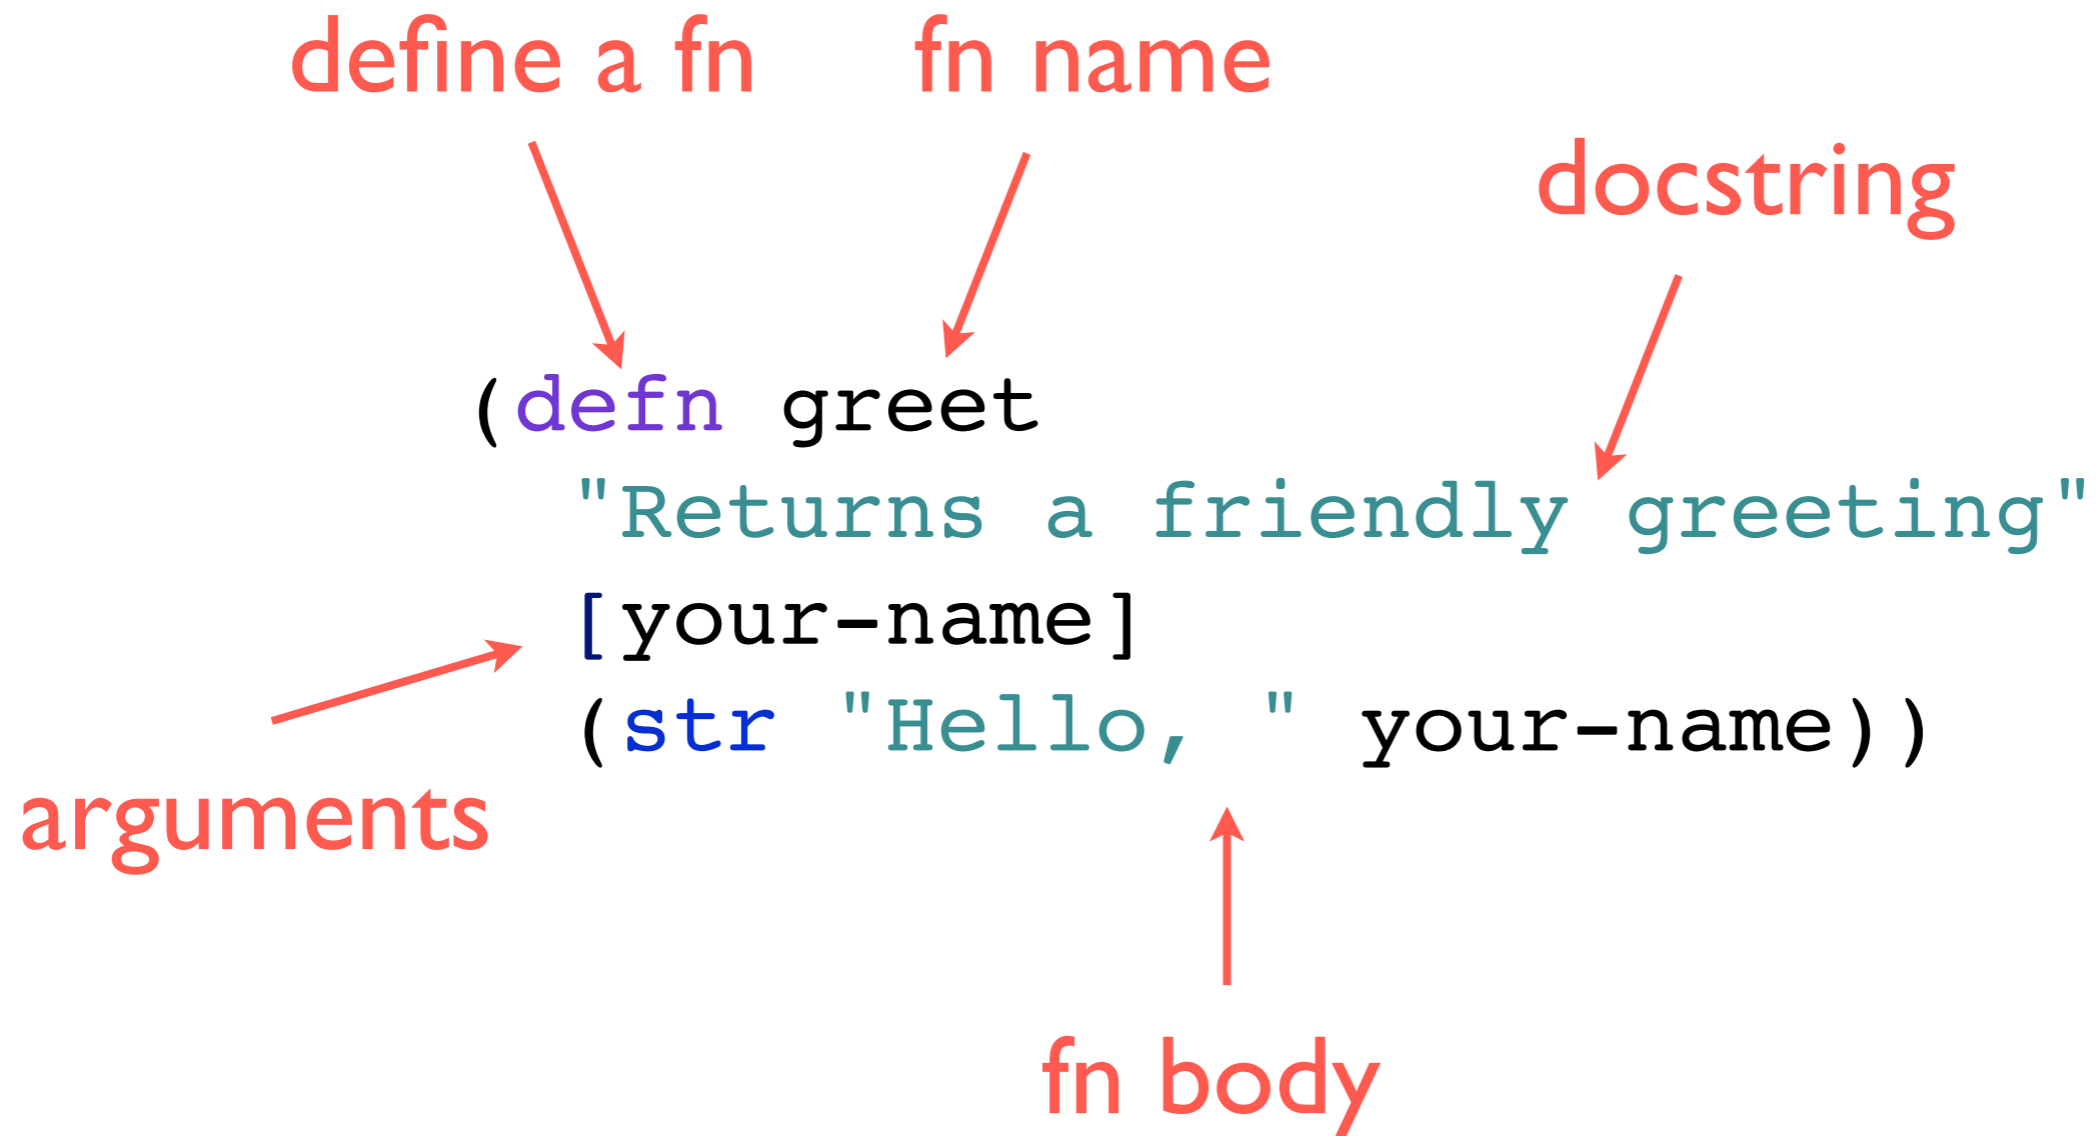 define a fn
fn name
docstring
(defn greet
"Returns a friendly greeting"
[your-name]
(str "Hello, " your-name))
arguments
fn body